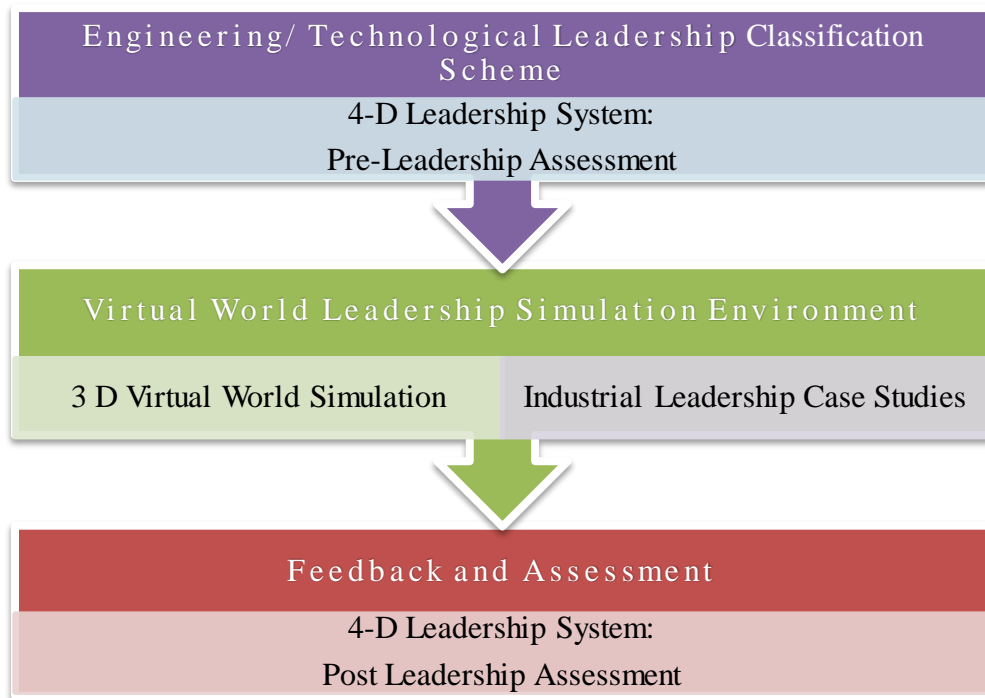 Engineering/ Technological Leadership Classification
Scheme
4-D Leadership System:
Pre-Leadership Assessment
Virtual World Leadership Simulation Environment
3 D Virtual World Simulation
Industrial Leadership Case Studies
Feedback and Assessment
4-D Leadership System:
Post Leadership Assessment